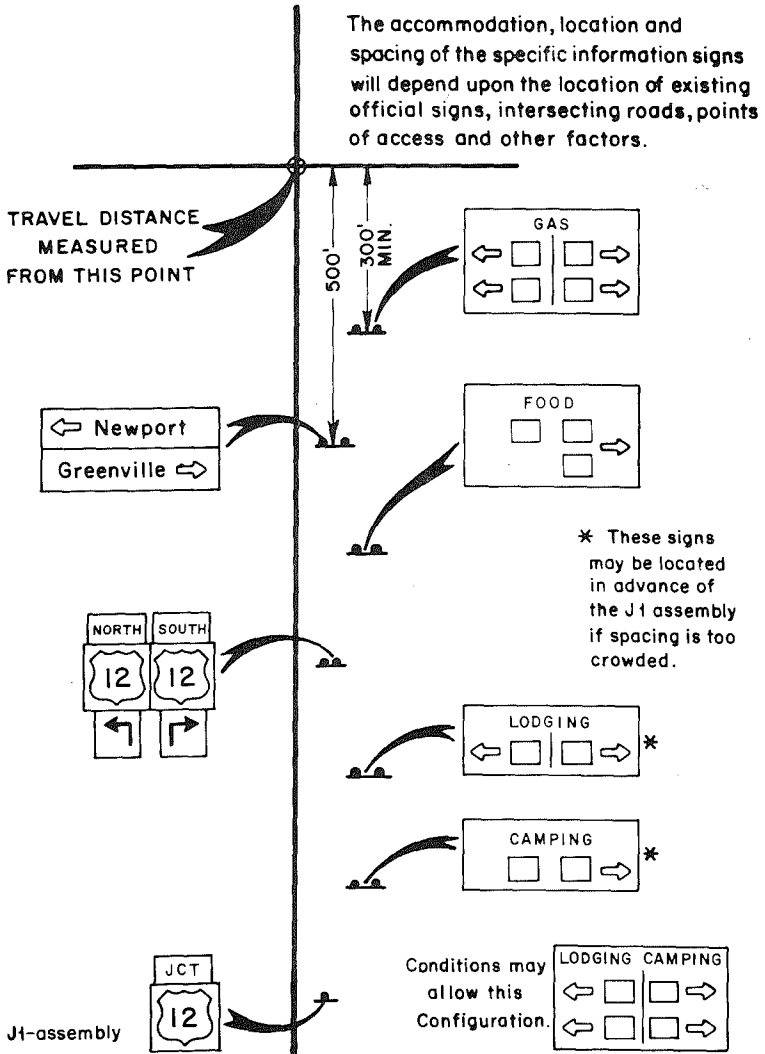 The accommodation, location and
spacing of the specific information signs
will depend upon the location of existing
official signs, intersecting roads, points
of access and other factors.
TRAVEL DISTANCE
MEASURED
FROM THIS POINT
500'
300'
MIN.
GAS
Newport
Greenville
FOOD
* These signs
may be located
in advance of
the J1 assembly
if spacing is too
crowded.
NORTH SOUTH
12 12
LODGING
*
CAMPING
*
JCT
12
J1-assembly
Conditions may
allow this
Configuration.
LODGING CAMPING